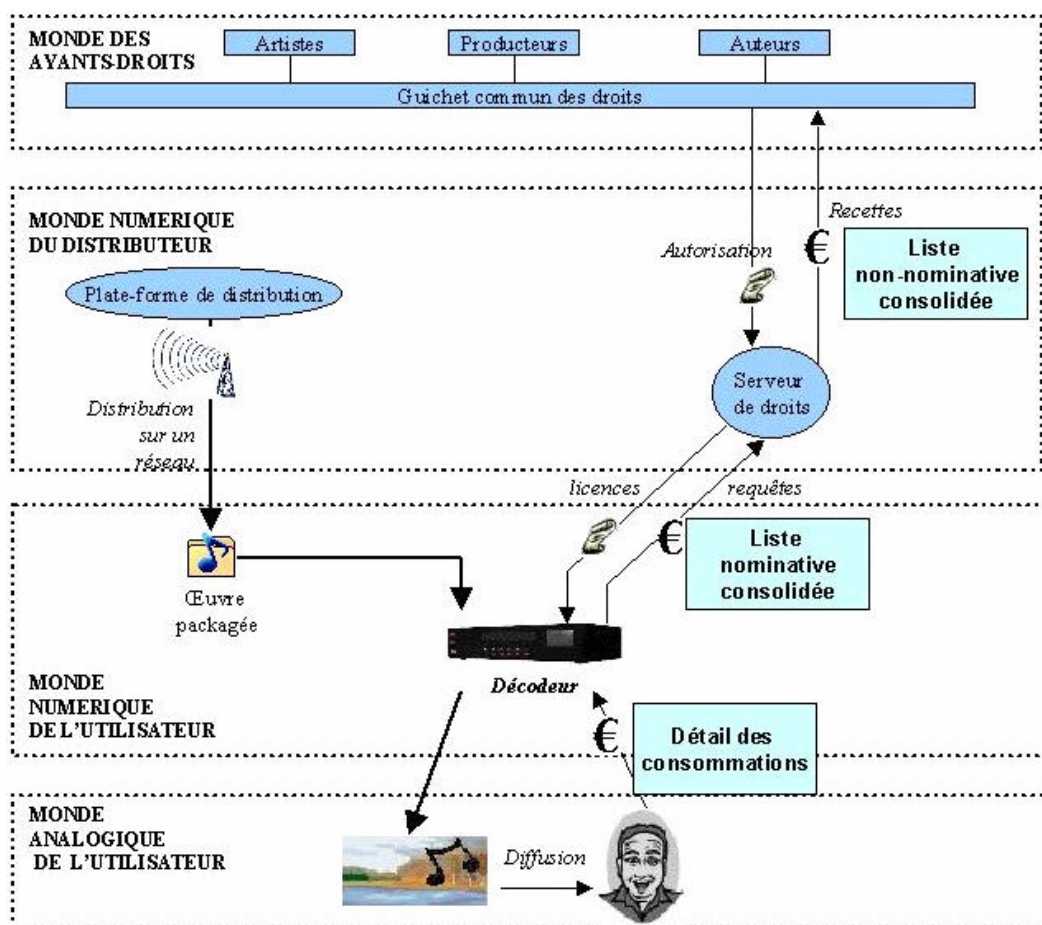 MONDE DES
AYANTS-DROITS
Artistes
Producteurs
Auteurs
Guichet commun des droits
MONDE NUMERIQUE
DU DISTRIBUTEUR
Plate-forme de distribution
Distribution
sur un
réseau
Autorisation
Recettes
€
Liste
non-nominative
consolidée
Serveur
de droits
licences
requêtes
€
Liste
nominative
consolidée
Œuvre
packagée
Décodeur
MONDE
NUMERIQUE
DE L'UTILISATEUR
€
Détail des
consommations
MONDE
ANALOGIQUE
DE L'UTILISATEUR
Diffusion